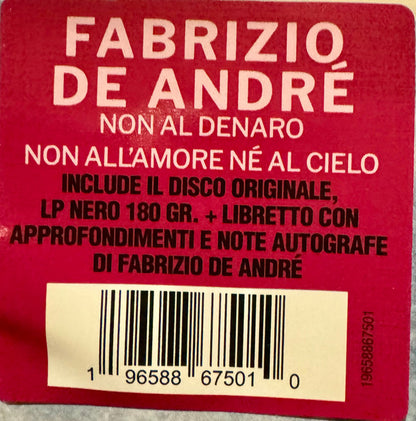 FABRIZIO
DE ANDRÉ
NON AL DENARO
NON ALL'AMORE NÉ AL CIELO
INCLUDE IL DISCO ORIGINALE,
LP NERO 180 GR. + LIBRETTO CON
APPROFONDIMENTI E NOTE AUTOGRAFE
DI FABRIZIO DE ANDRÉ
1 96588 67501 0
19658867501